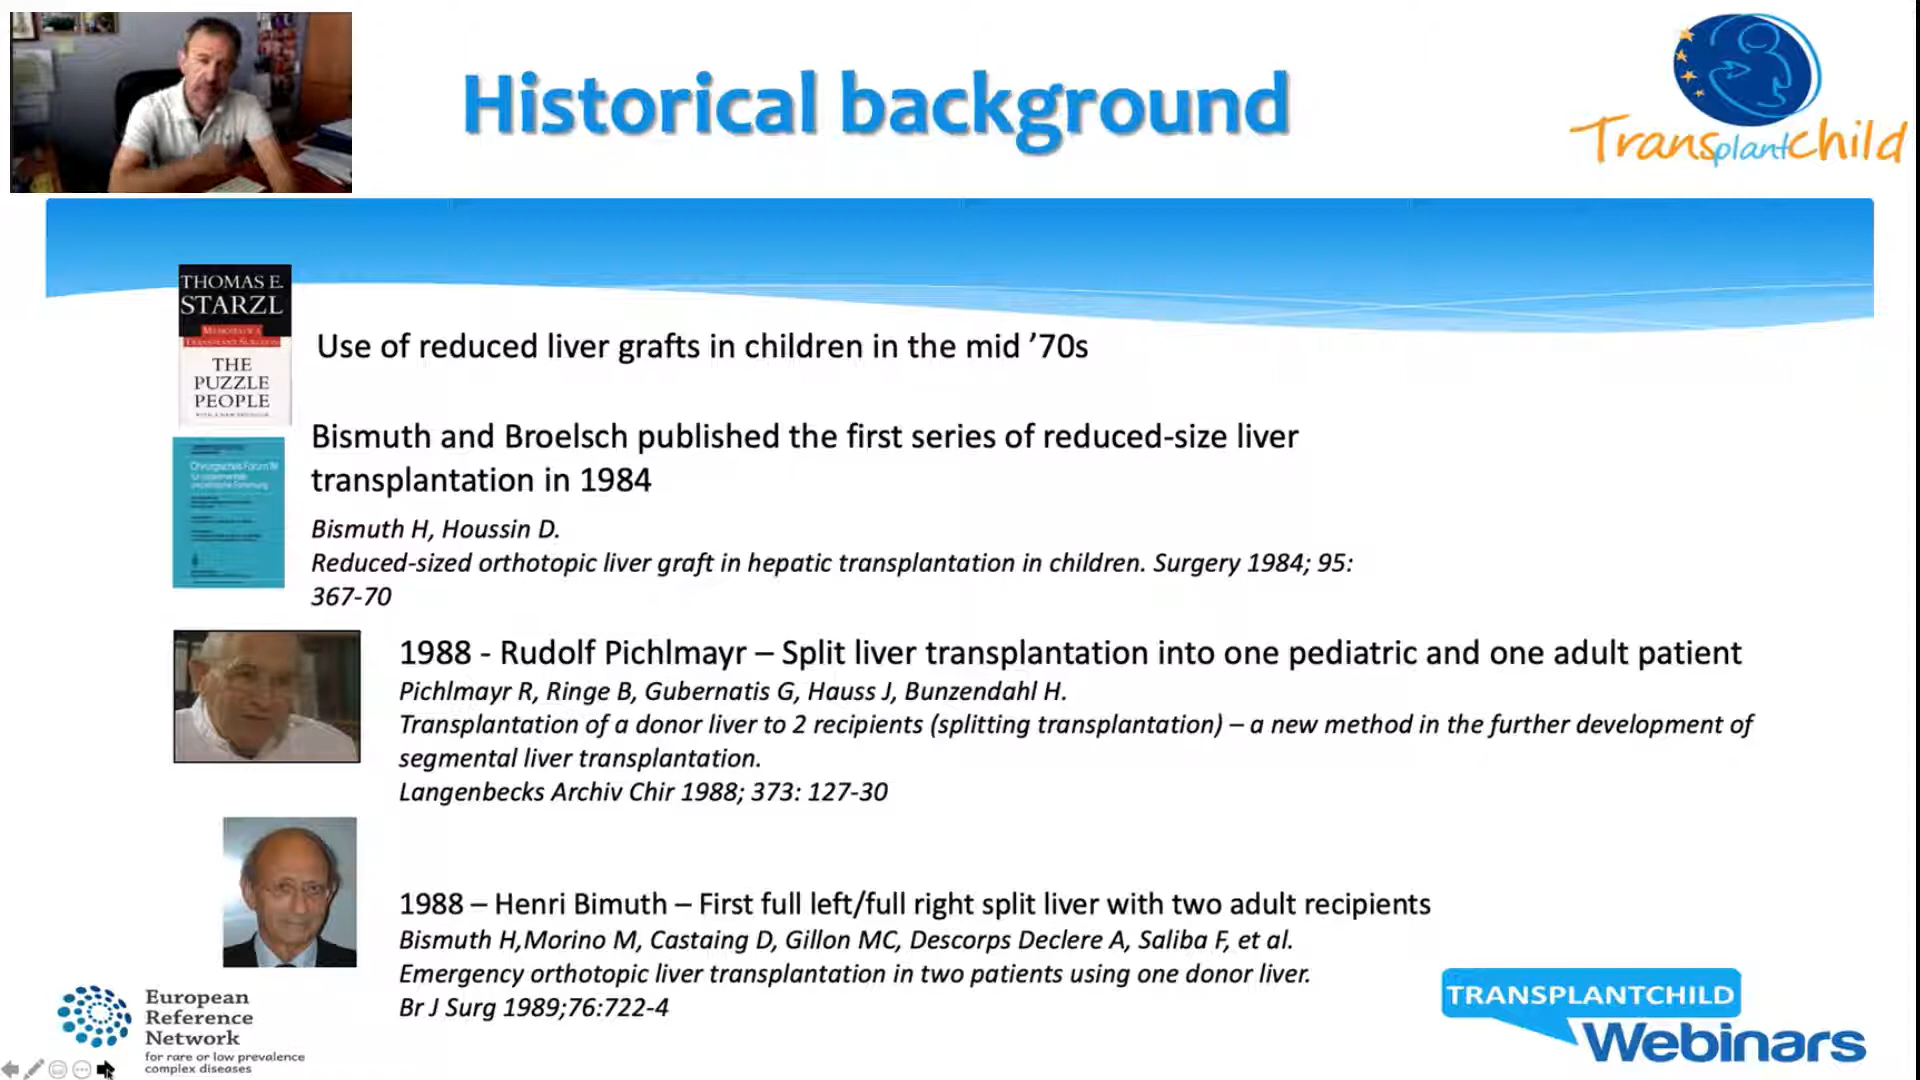 Historical background
Transplantchild
THOMAS E.
STARZL
THE
PUZZLE
PEOPLE
Use of reduced liver grafts in children in the mid ’70s
Bismuth and Broelsch published the first series of reduced-size liver
transplantation in 1984
Bismuth H, Houssin D.
Reduced-sized orthotopic liver graft in hepatic transplantation in children. Surgery 1984; 95:
367-70
1988 - Rudolf Pichlmayr – Split liver transplantation into one pediatric and one adult patient
Pichlmayr R, Ringe B, Gubernatis G, Hauss J, Bunzendahl H.
Transplantation of a donor liver to 2 recipients (splitting transplantation) – a new method in the further development of
segmental liver transplantation.
Langenbecks Archiv Chir 1988; 373: 127-30
1988 – Henri Bimuth – First full left/full right split liver with two adult recipients
Bismuth H,Morino M, Castaing D, Gillon MC, Descorps Declere A, Saliba F, et al.
Emergency orthotopic liver transplantation in two patients using one donor liver.
Br J Surg 1989;76:722-4
European
Reference
Network
for rare or low prevalence
complex diseases
TRANSPLANTCHILD
Webinars